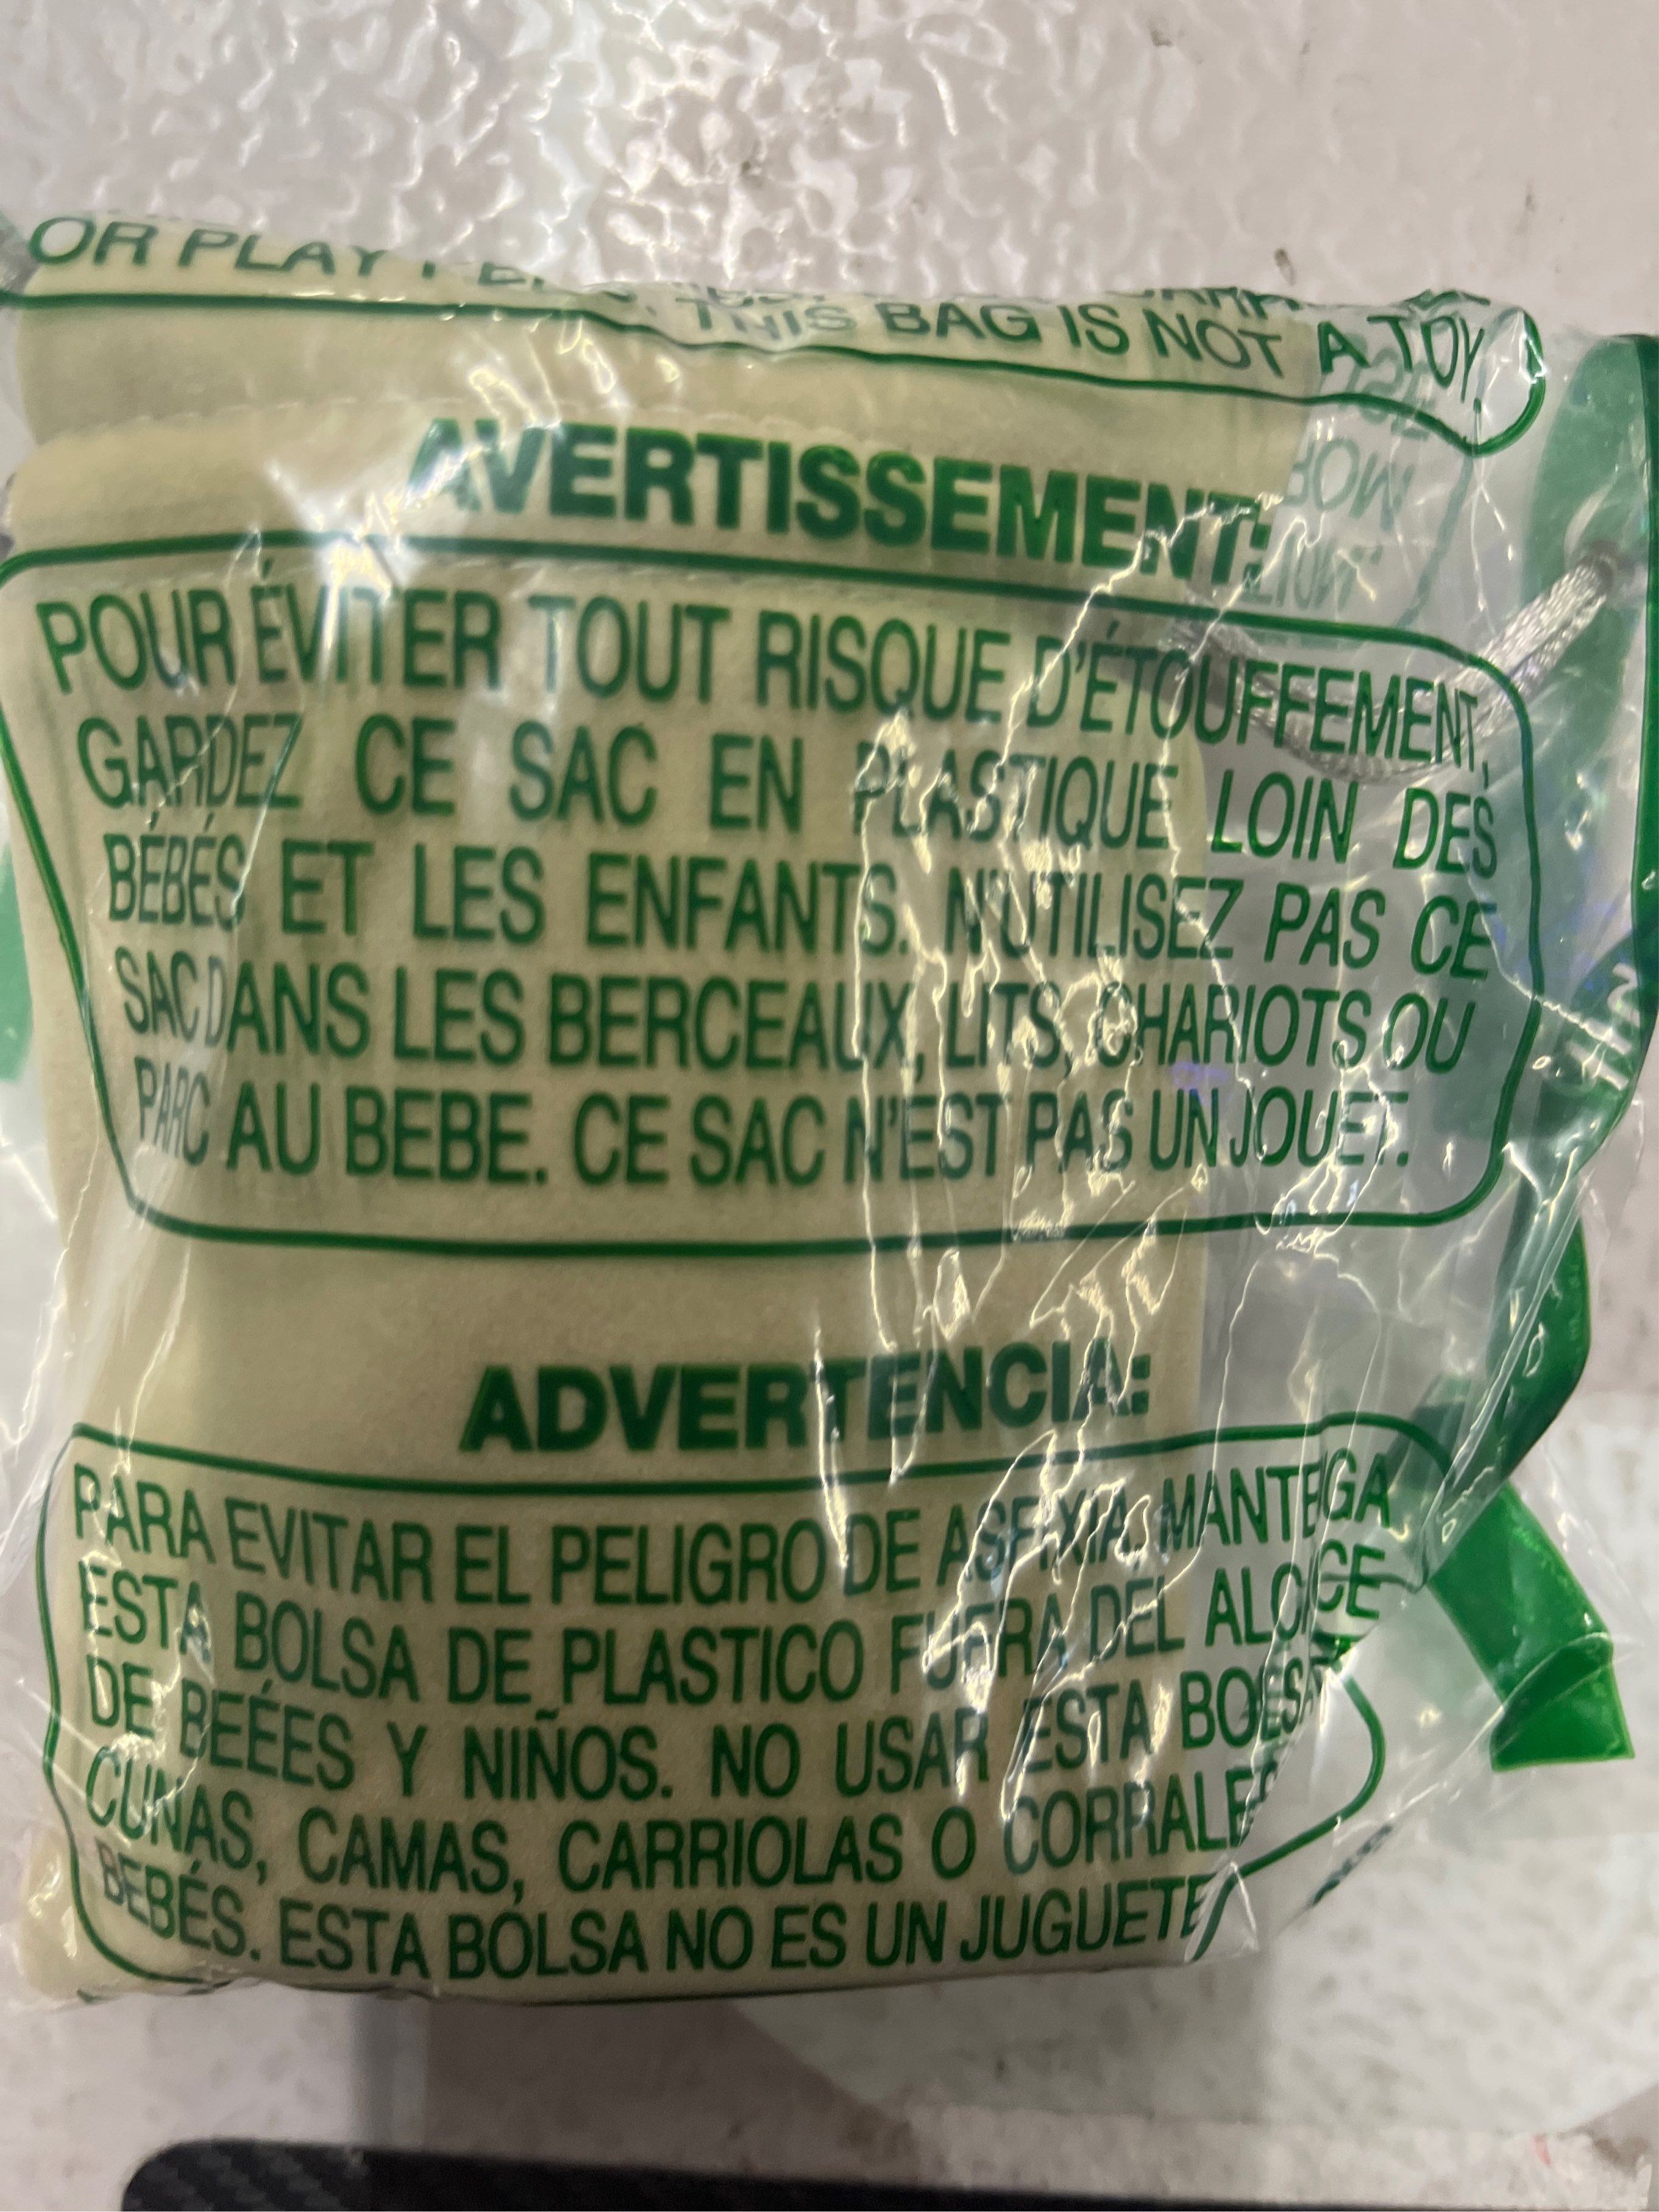 OR PLAY PENS. THIS BAG IS NOT A TOY.
AVERTISSEMENT:
POUR ÉVITER TOUT RISQUE D'ÉTOUFFEMENT,
GARDEZ CE SAC EN PLASTIQUE LOIN DES
BÉBÉS ET LES ENFANTS. N'UTILISEZ PAS CE
SAC DANS LES BERCEAUX, LITS, CHARIOTS OU
PARC AU BEBE. CE SAC N'EST PAS UN JOUET.
ADVERTENCIA:
PARA EVITAR EL PELIGRO DE ASFIXIA MANTENGA
ESTA BOLSA DE PLASTICO FUERA DEL
DE BEÉES Y NIÑOS. NO USAR ESTA BOLSA
CUNAS, CAMAS, CARRIOLAS O CORRALES
BEBÉS. ESTA BOLSA NO ES UN JUGUETE